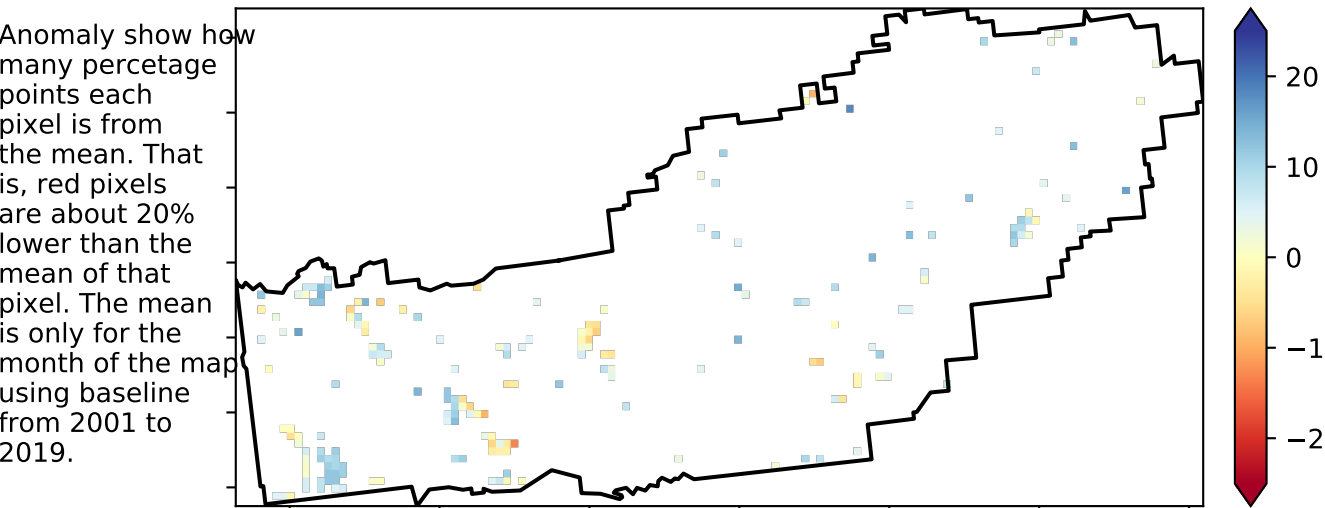 Anomaly show how
many percetage
points each
pixel is from
the mean. That
is, red pixels
are about 20%
lower than the
mean of that
pixel. The mean
is only for the
month of the map
using baseline
from 2001 to
2019.
20
10
0
−1
−2